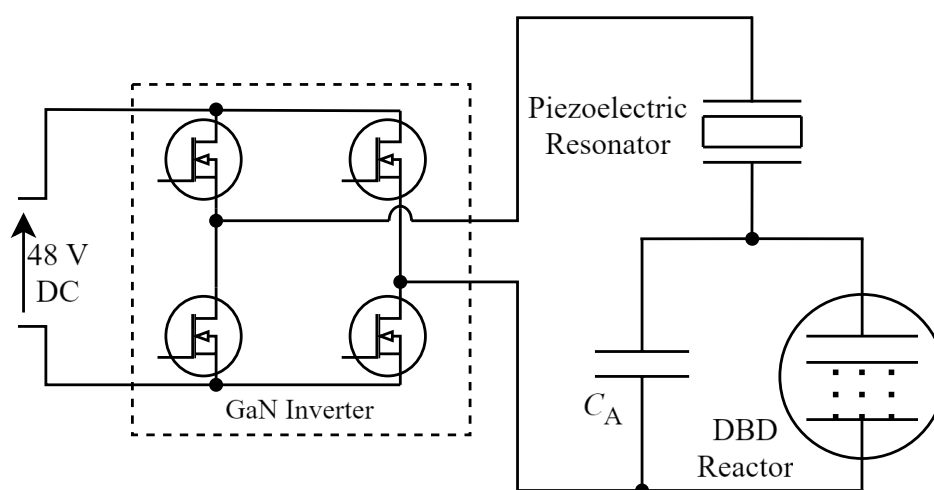 Piezoelectric
Resonator
48 V
DC
GaN Inverter
C_A
DBD
Reactor